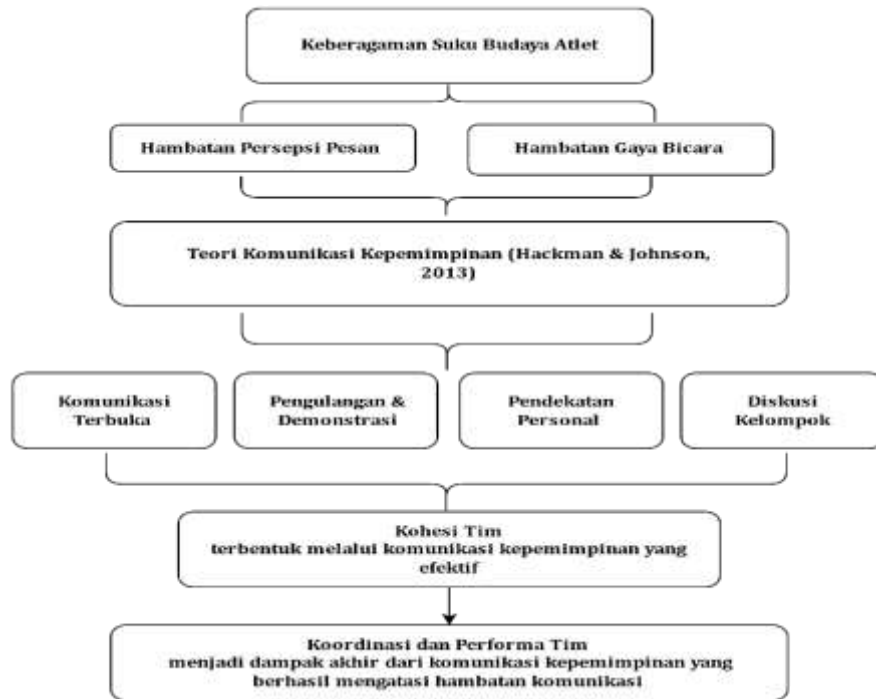 Keberagaman Suku Budaya Atlet
Hambatan Persepsi Pesan
Hambatan Gaya Bicara
Teori Komunikasi Kepemimpinan (Hackman & Johnson,
2013)
Komunikasi
Terbuka
Pengulangan &
Demonstrasi
Pendekatan
Personal
Diskusi
Kelompok
Kohesi Tim
terbentuk melalui komunikasi kepemimpinan yang
efektif
Koordinasi dan Performa Tim
menjadi dampak akhir dari komunikasi kepemimpinan yang
berhasil mengatasi hambatan komunikasi